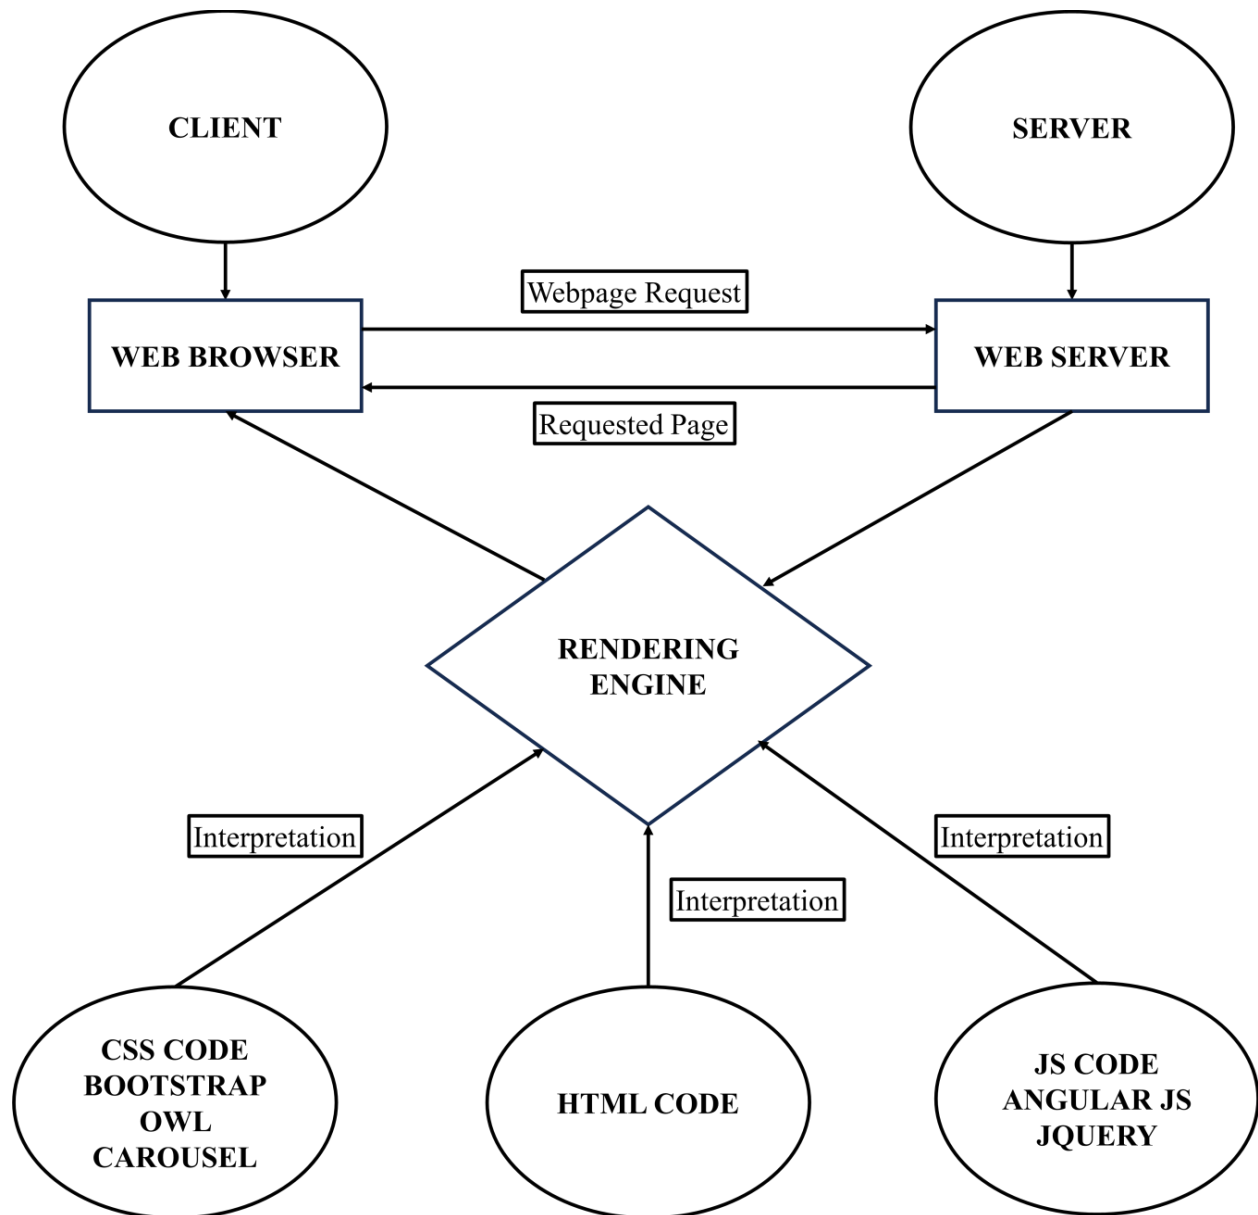 CLIENT
SERVER
Webpage Request
WEB BROWSER
WEB SERVER
Requested Page
RENDERING
ENGINE
Interpretation
Interpretation
Interpretation
CSS CODE
BOOTSTRAP
OWL
CAROUSEL
HTML CODE
JS CODE
ANGULAR JS
JQUERY